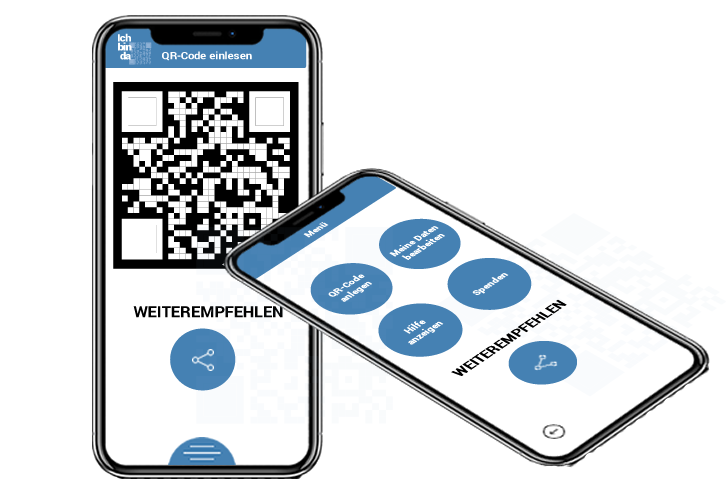 Ich
bin
da
QR-Code einlesen
WEITEREMPFEHLEN
Menü
Meine Daten
bearbeiten
QR-Code
anlegen
Spenden
Hilfe
anzeigen
WEITEREMPFEHLEN